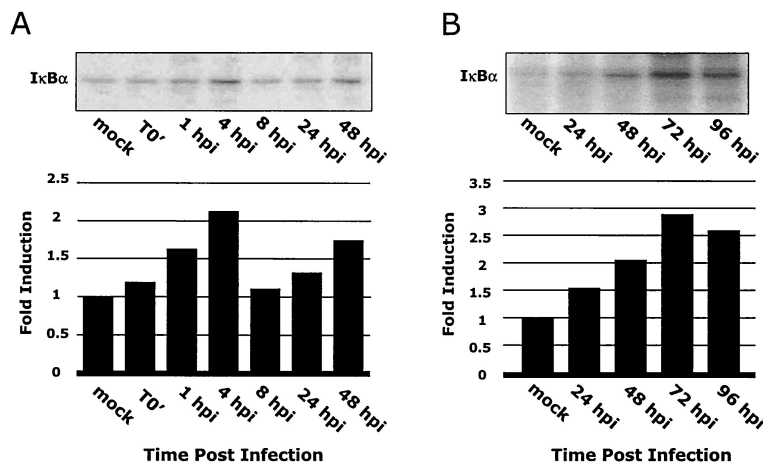 A
IκBα
mock T0′ 1 hpi 4 hpi 8 hpi 24 hpi 48 hpi
2.5
2
1.5
1
0.5
0
Fold Induction
mock T0′ 1 hpi 4 hpi 8 hpi 24 hpi 48 hpi
Time Post Infection
B
IκBα
mock 24 hpi 48 hpi 72 hpi 96 hpi
3.5
3
2.5
2
1.5
1
0.5
0
Fold Induction
mock 24 hpi 48 hpi 72 hpi 96 hpi
Time Post Infection